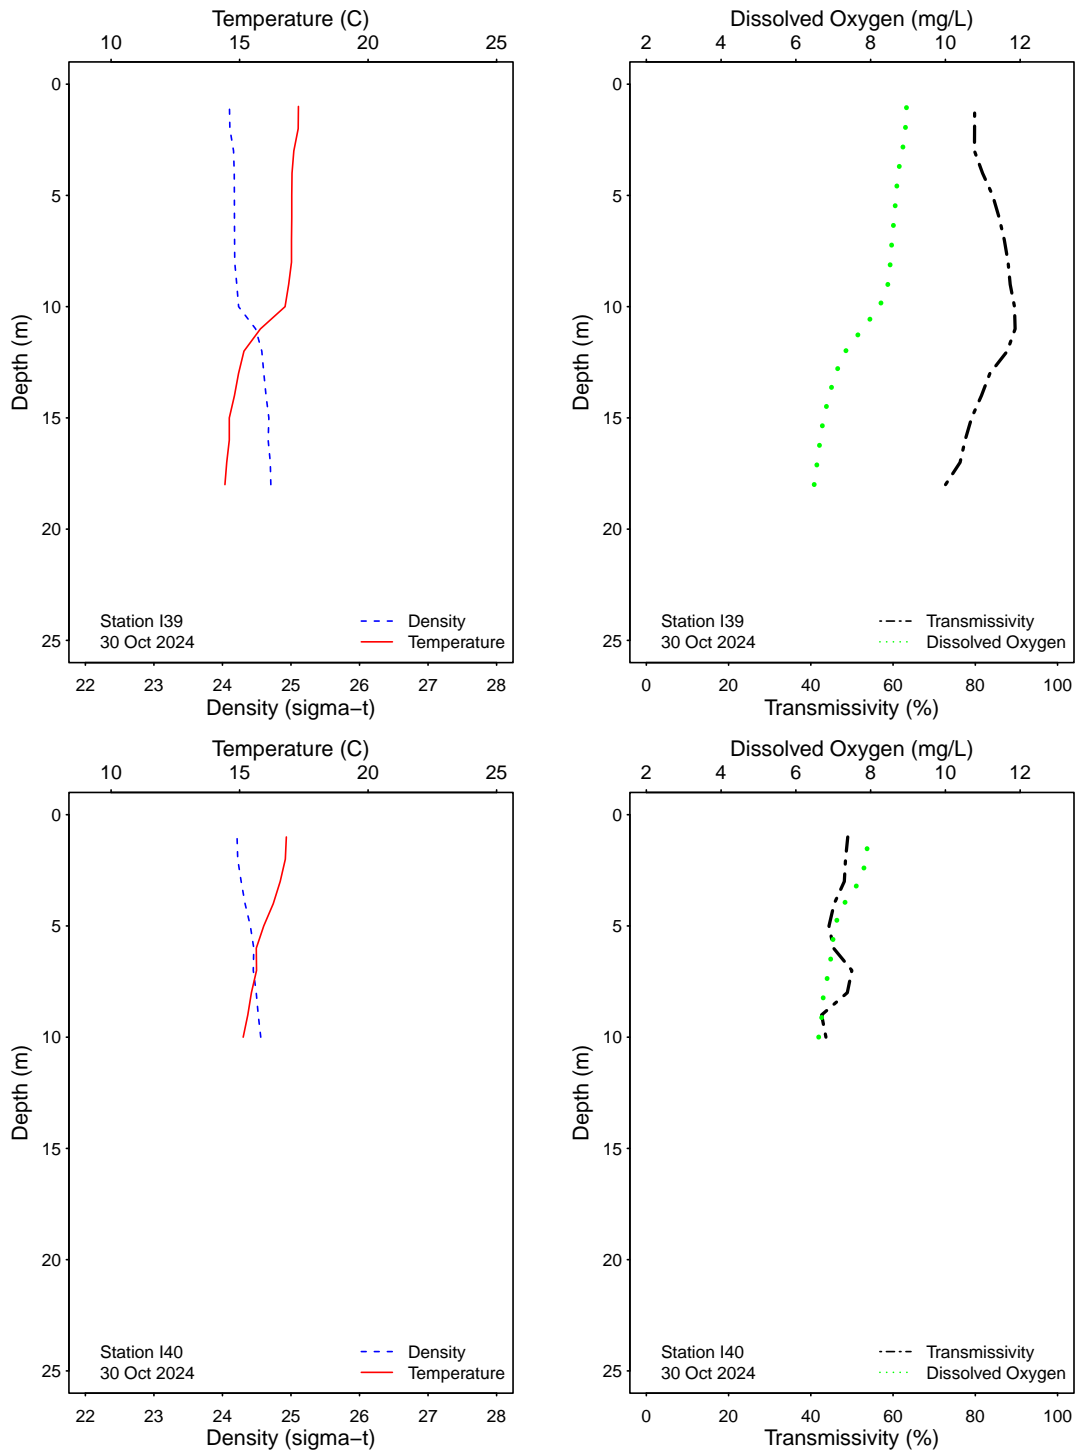 Temperature (C)
10 15 20 25
0
5
10
15
20
25
Depth (m)
Station I39
30 Oct 2024
Density
Temperature
22 23 24 25 26 27 28
Density (sigma−t)
Dissolved Oxygen (mg/L)
2 4 6 8 10 12
0
5
10
15
20
25
Depth (m)
Station I39
30 Oct 2024
Transmissivity
Dissolved Oxygen
0 20 40 60 80 100
Transmissivity (%)
Temperature (C)
10 15 20 25
0
5
10
15
20
25
Depth (m)
Station I40
30 Oct 2024
Density
Temperature
22 23 24 25 26 27 28
Density (sigma−t)
Dissolved Oxygen (mg/L)
2 4 6 8 10 12
0
5
10
15
20
25
Depth (m)
Station I40
30 Oct 2024
Transmissivity
Dissolved Oxygen
0 20 40 60 80 100
Transmissivity (%)